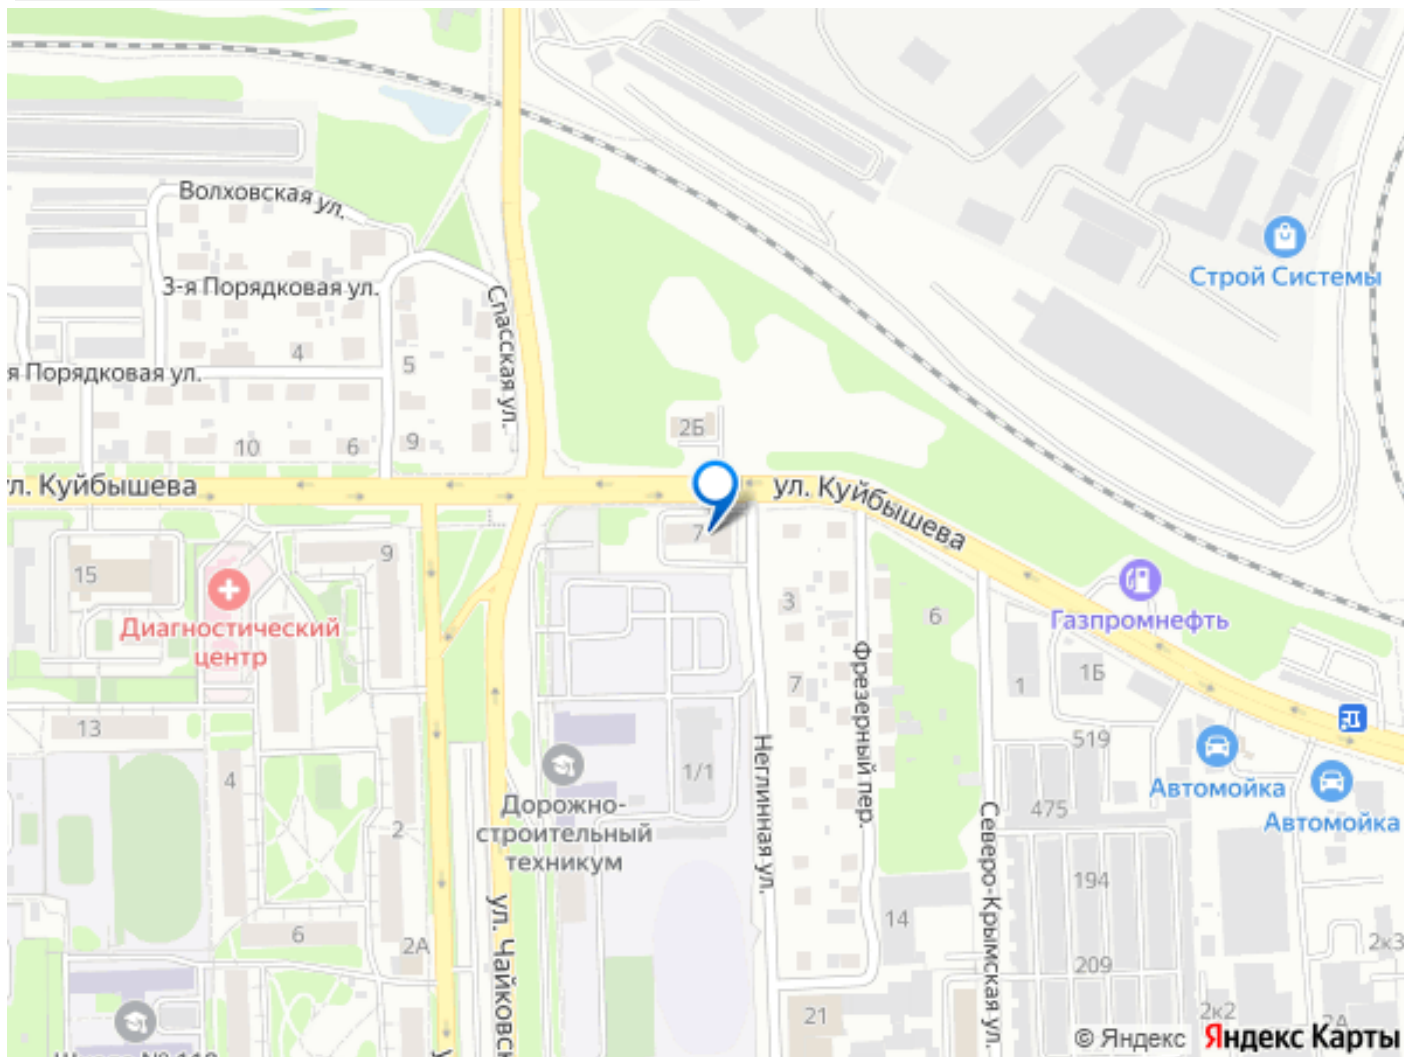 Волховская ул.
3-я Порядковая ул.
Спасская ул.
Строй Системы
4
5
я Порядковая ул.
10
6
9
2Б
ул. Куйбышева
ул. Куйбышева
7
9
15
Диагностический
центр
3
6
Газпромнефть
7
Фрезерный пер.
1
1Б
13
519
Неглинная ул.
1/1
4
Автомойка
Автомойка
Дорожно-
строительный
техникум
475
2
Северо-Крымская ул.
194
14
ул. Чайковск
6
2А
2к3
209
21
2к2
2А
© Яндекс Яндекс Карты